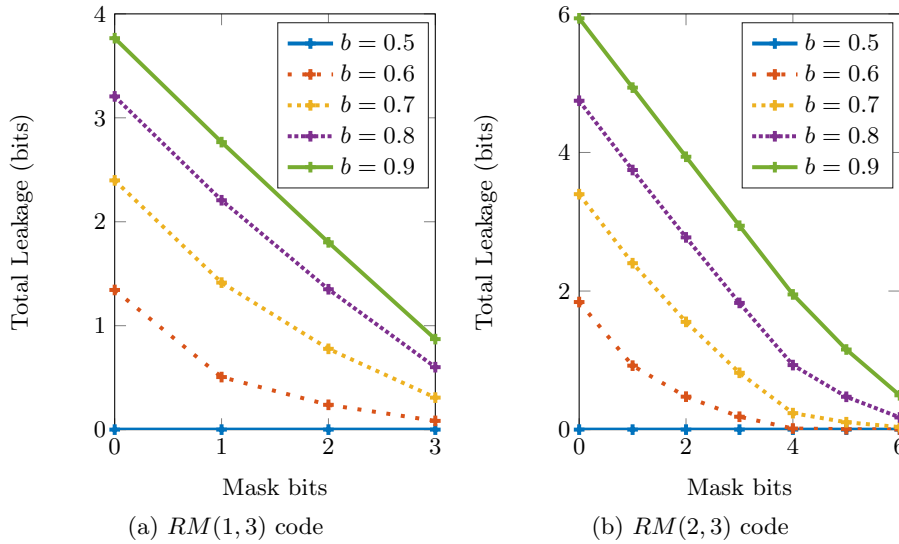 4
3
2
1
0
0
1
2
3
Total Leakage (bits)
Mask bits
b = 0.5
b = 0.6
b = 0.7
b = 0.8
b = 0.9
(a) RM(1, 3) code
6
4
2
0
0
2
4
6
Total Leakage (bits)
Mask bits
b = 0.5
b = 0.6
b = 0.7
b = 0.8
b = 0.9
(b) RM(2, 3) code